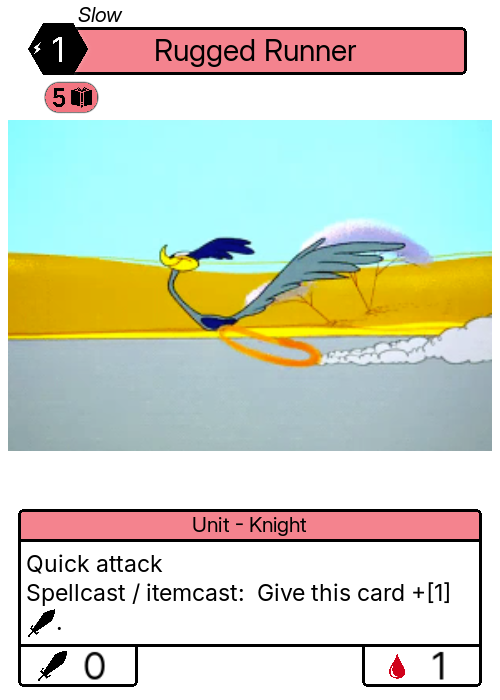 Slow
1
Rugged Runner
5
Unit - Knight
Quick attack
Spellcast / itemcast:  Give this card +[1]
.
0
1